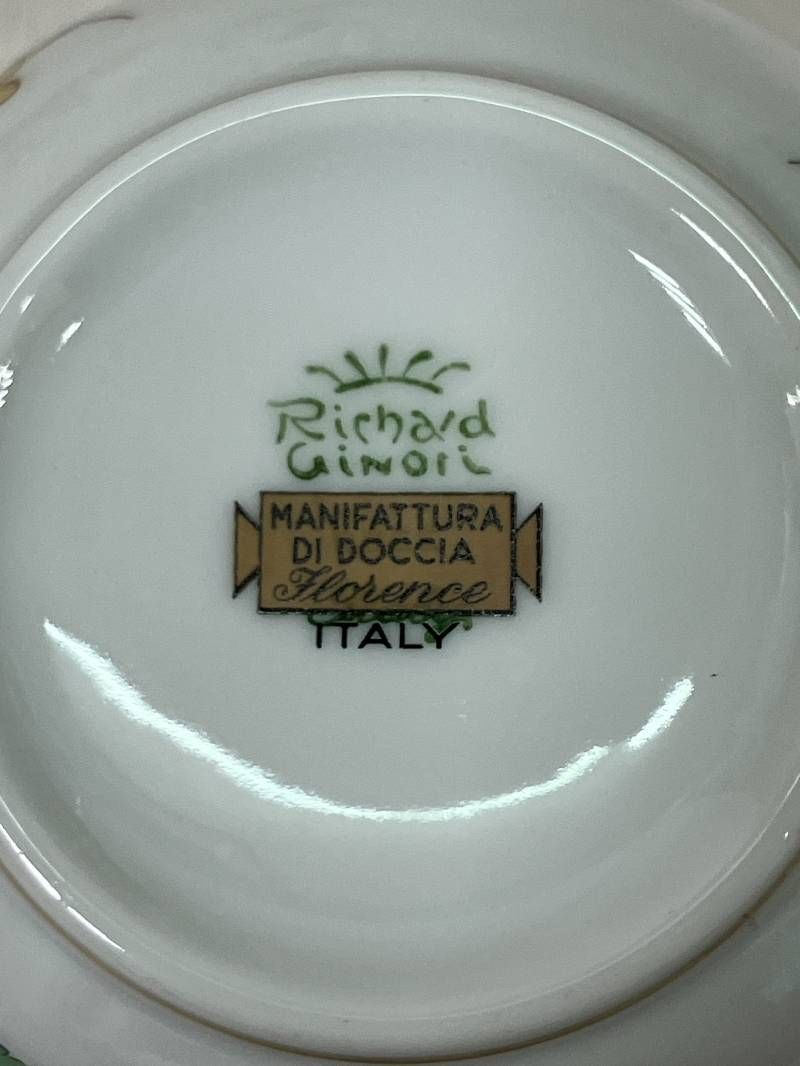 Richard
Ginori
MANIFATTURA
DI DOCCIA
Florence
ITALY